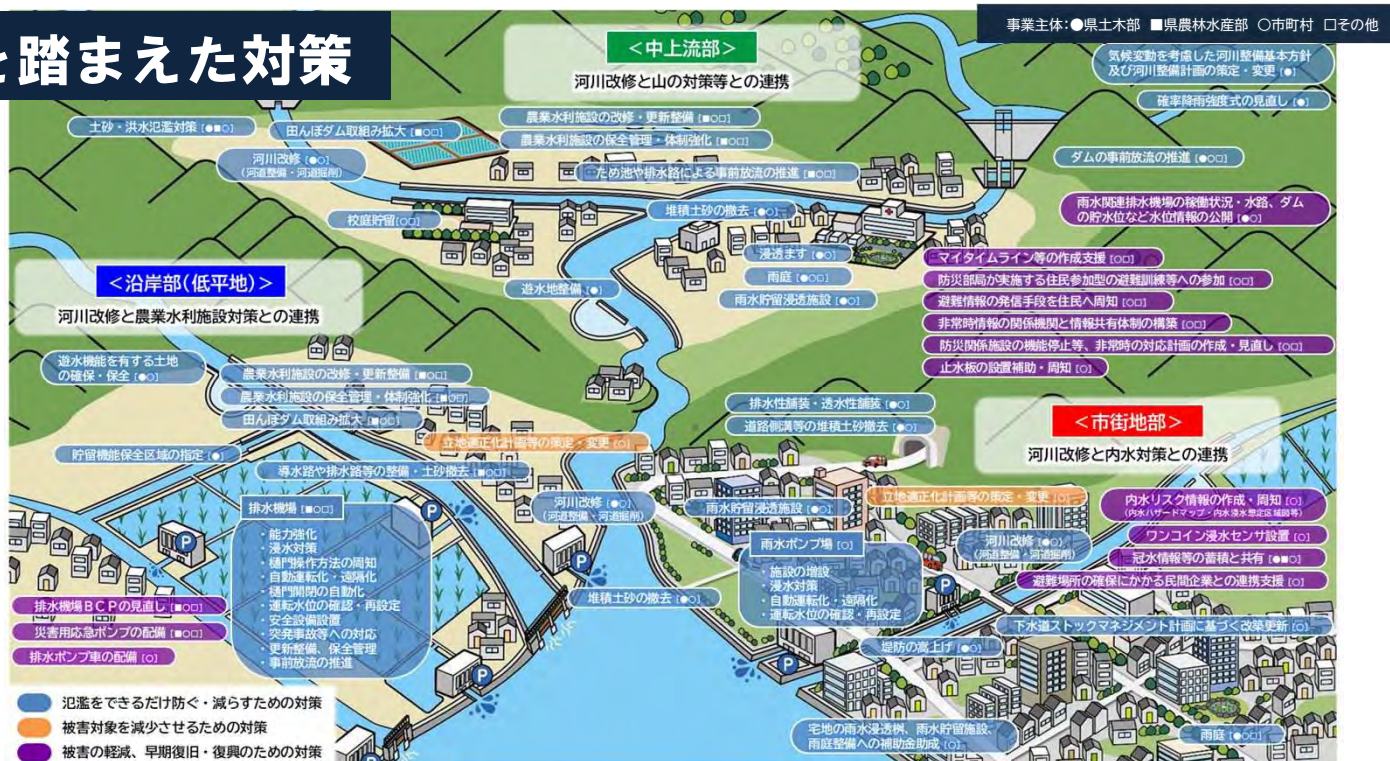 を踏まえた対策
事業主体:●県土木部 ■県農林水産部 ○市町村 □その他
<中上流部>
河川改修と山の対策等との連携
気候変動を考慮した河川整備基本方針
及び河川整備計画の策定・変更 [●]
確率降雨強度式の見直し [●]
土砂・洪水氾濫対策 [●■○]
田んぼダム取組み拡大 [■○□]
農業水利施設の改修・更新整備 [■○□]
農業水利施設の保全管理・体制強化 [■○□]
河川改修 [●○]
(河道整備・河道掘削)
ため池や排水路による事前放流の推進 [■○□]
ダムの事前放流の推進 [●○□]
校庭貯留 [○□]
堆積土砂の撤去 [●○]
雨水関連排水機場の稼働状況・水路、ダム
の貯水位など水位情報の公開 [●○]
浸透ます [●○]
雨庭 [●○□]
遊水地整備 [●]
雨水貯留浸透施設 [●○]
マイタイムライン等の作成支援 [○□]
防災部局が実施する住民参加型の避難訓練等への参加 [○□]
避難情報の発信手段を住民へ周知 [○□]
非常時情報の関係機関と情報共有体制の構築 [○□]
防災関係施設の機能停止等、非常時の対応計画の作成・見直し [○□]
止水板の設置補助・周知 [○]
<沿岸部(低平地)>
河川改修と農業水利施設対策との連携
遊水機能を有する土地
の確保・保全 [●○]
農業水利施設の改修・更新整備 [■○□]
農業水利施設の保全管理・体制強化 [■○□]
田んぼダム取組み拡大 [■○□]
立地適正化計画等の策定・変更 [○]
貯留機能保全区域の指定 [●]
導水路や排水路等の整備・土砂撤去 [■○□]
排水機場 [■○□]
・能力強化
・浸水対策
・樋門操作方法の周知
・自動運転化・遠隔化
・樋門開閉の自動化
・運転水位の確認・再設定
・安全設備設置
・突発事故等への対応
・更新整備、保全管理
・事前放流の推進
P
P
P
P
P
P
P
排水機場BCPの見直し [■○□]
災害用応急ポンプの配備 [■○□]
排水ポンプ車の配備 [○]
河川改修 [●○]
(河道整備・河道掘削)
堆積土砂の撤去 [●○]
<市街地部>
河川改修と内水対策との連携
排水性舗装・透水性舗装 [●○]
道路側溝等の堆積土砂撤去 [●○]
立地適正化計画等の策定・変更 [○]
雨水貯留浸透施設 [●○]
雨水ポンプ場 [○]
・施設の増設
・浸水対策
・自動運転化・遠隔化
・運転水位の確認・再設定
河川改修 [●○]
(河道整備・河道掘削)
内水リスク情報の作成・周知 [○]
(内水ハザードマップ・内水浸水想定区域図等)
ワンコイン浸水センサ設置 [○]
冠水情報等の蓄積と共有 [●■○]
避難場所の確保にかかる民間企業との連携支援 [○]
下水道ストックマネジメント計画に基づく改築更新 [○]
堤防の嵩上げ [●○]
宅地の雨水浸透桝、雨水貯留施設、
雨庭整備への補助金助成 [○]
雨庭 [●○□]
氾濫をできるだけ防ぐ・減らすための対策
被害対象を減少させるための対策
被害の軽減、早期復旧・復興のための対策